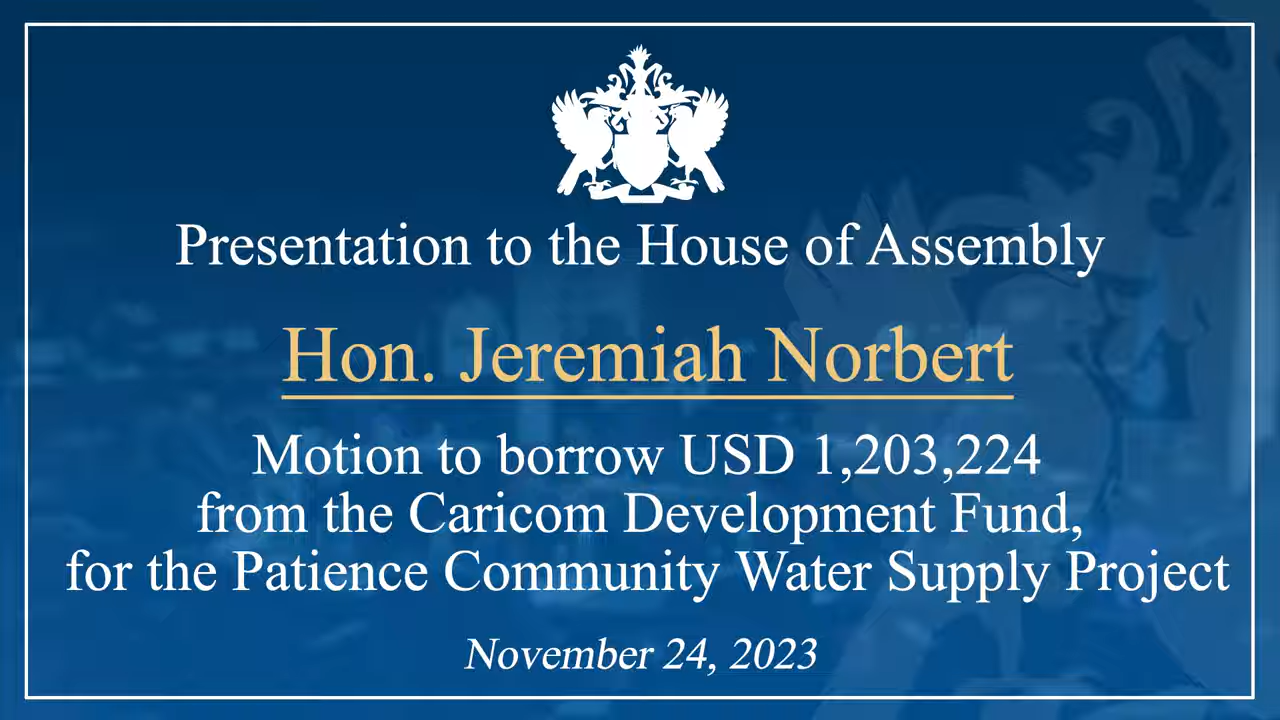 Presentation to the House of Assembly
Hon. Jeremiah Norbert
Motion to borrow USD 1,203,224
from the Caricom Development Fund,
for the Patience Community Water Supply Project
November 24, 2023